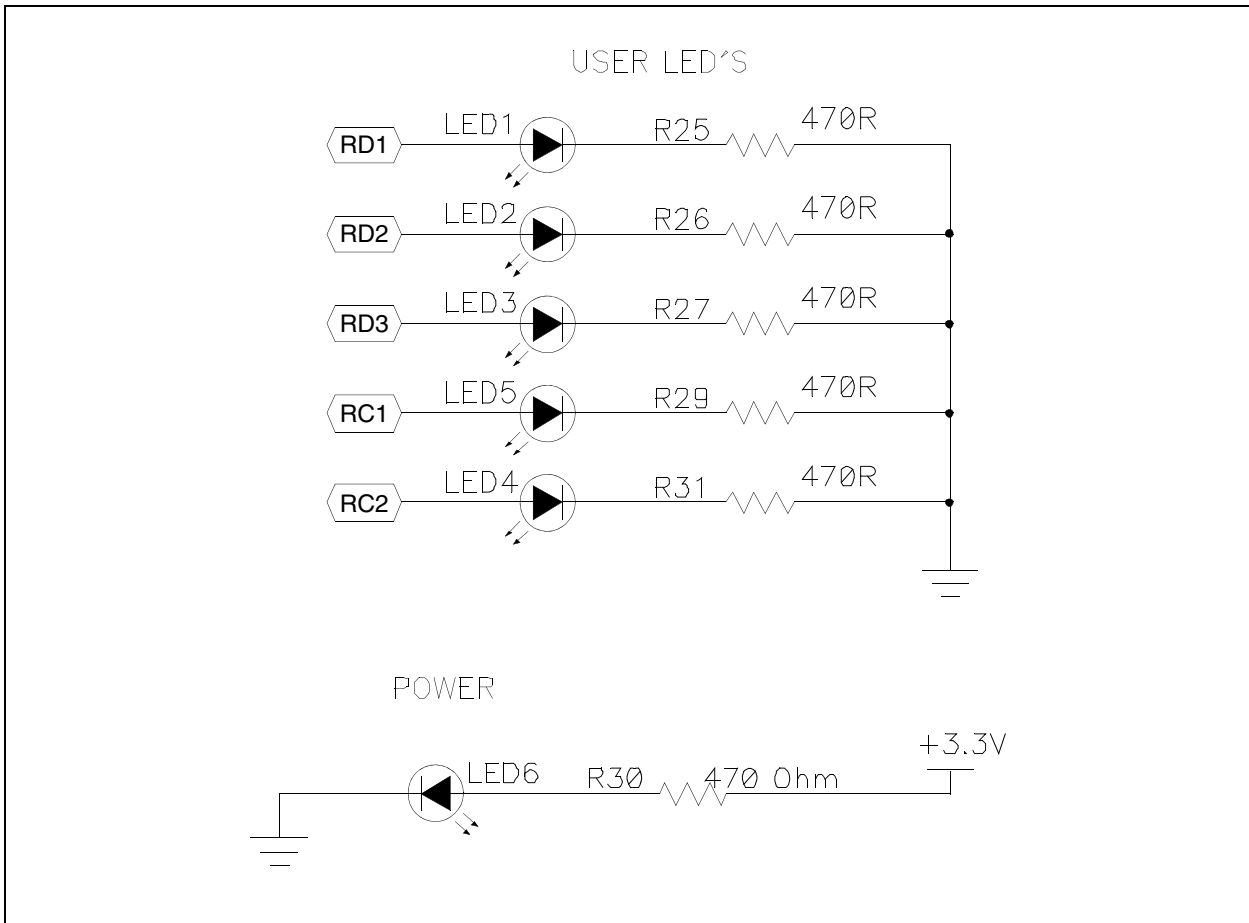 USER LED'S
RD1 LED1 R25 470R
RD2 LED2 R26 470R
RD3 LED3 R27 470R
RC1 LED5 R29 470R
RC2 LED4 R31 470R
POWER
+3.3V
LED6 R30 470 Ohm